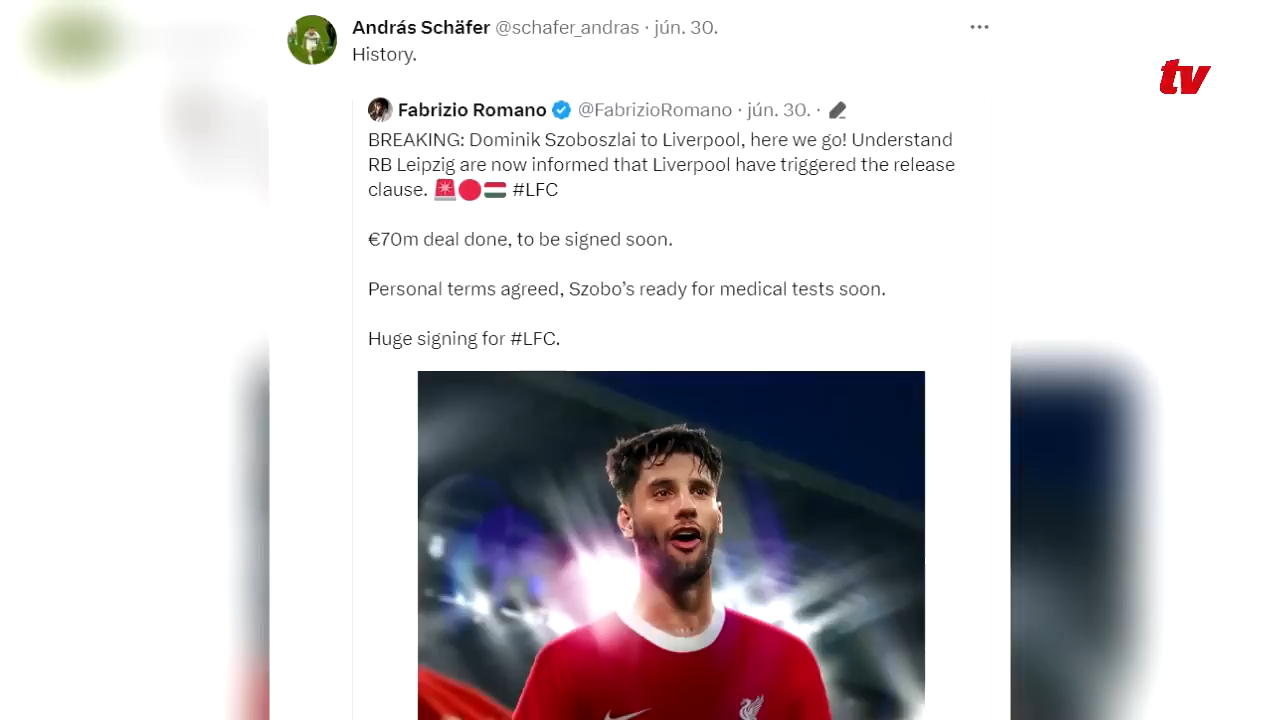 András Schäfer @schafer_andras · jún. 30.
History.
tv
Fabrizio Romano @FabrizioRomano · jún. 30. ·
BREAKING: Dominik Szoboszlai to Liverpool, here we go! Understand
RB Leipzig are now informed that Liverpool have triggered the release
clause. 🚨🔴🇭🇺 #LFC
€70m deal done, to be signed soon.
Personal terms agreed, Szobo’s ready for medical tests soon.
Huge signing for #LFC.